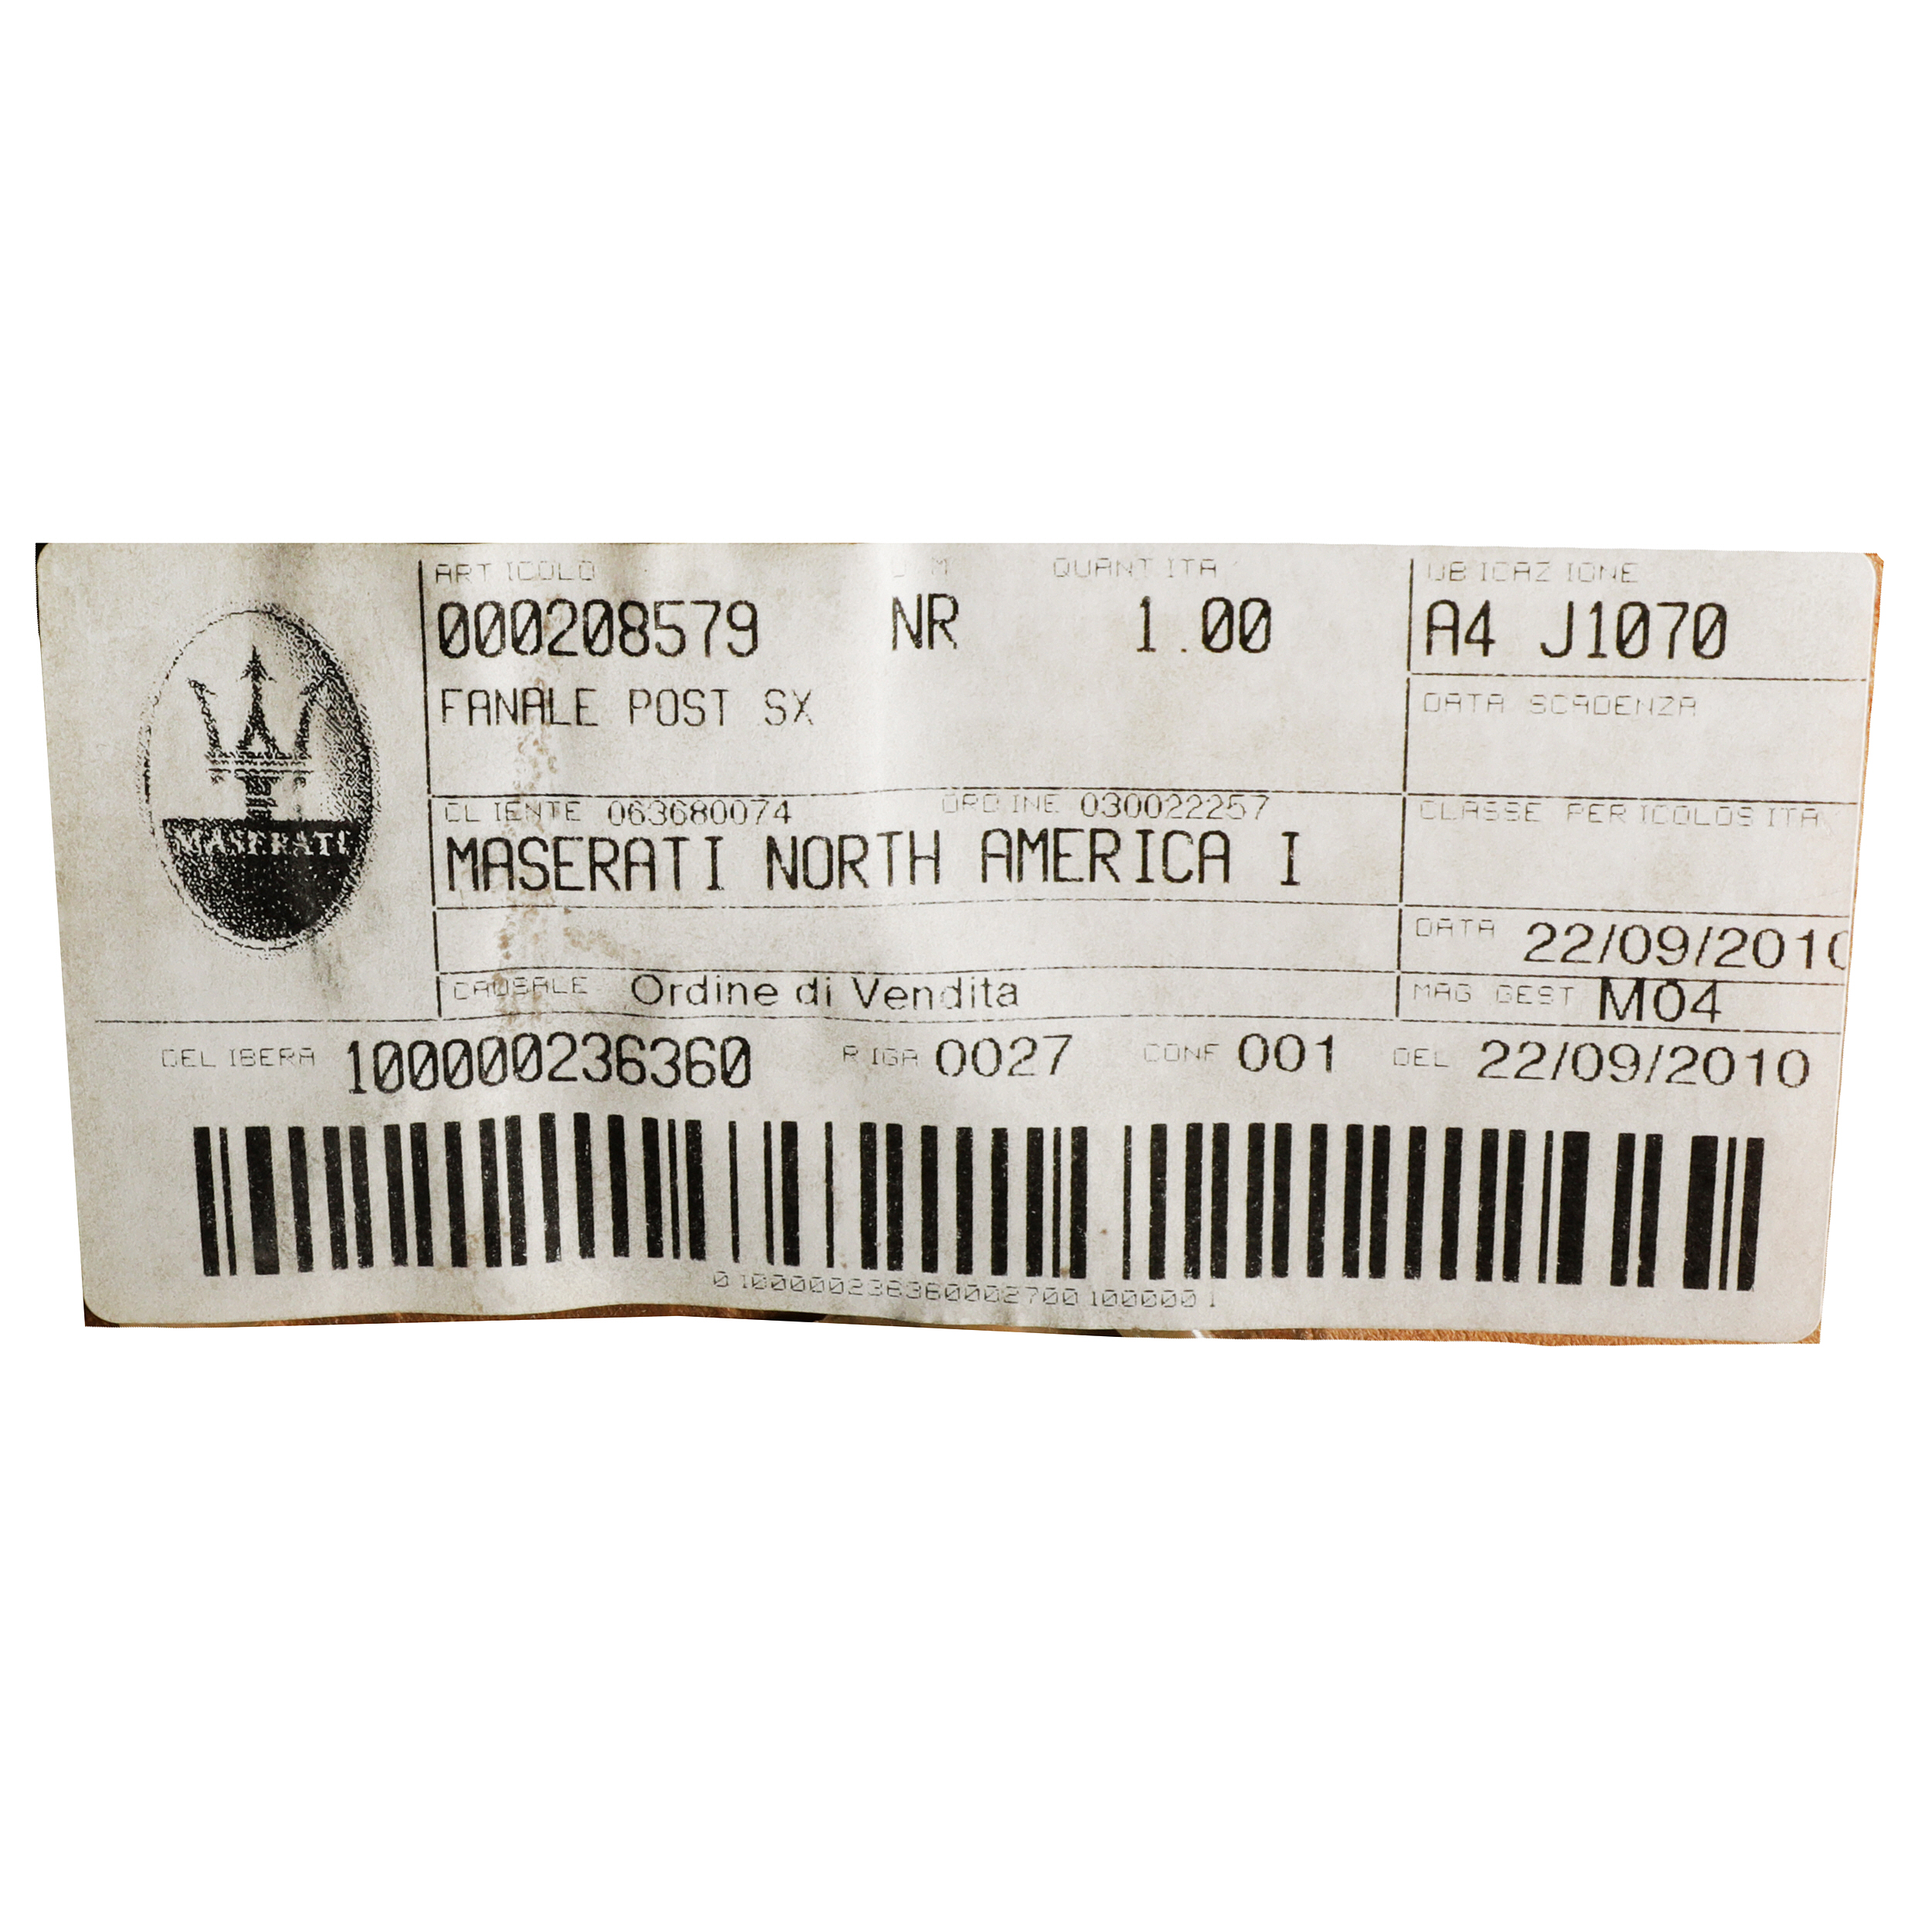 MASERATI
ARTICOLO U M QUANTITA UBICAZIONE
000208579 NR 1.00 A4 J1070
FANALE POST SX DATA SCADENZA
CLIENTE 063680074 ORDINE 030022257 CLASSE PERICOLOSITA
MASERATI NORTH AMERICA I
DATA 22/09/2010
CAUSALE Ordine di Vendita MAG GEST M04
DELIBERA 100000236360 RIGA 0027 CONF 001 DEL 22/09/2010
0100000236360002700100001